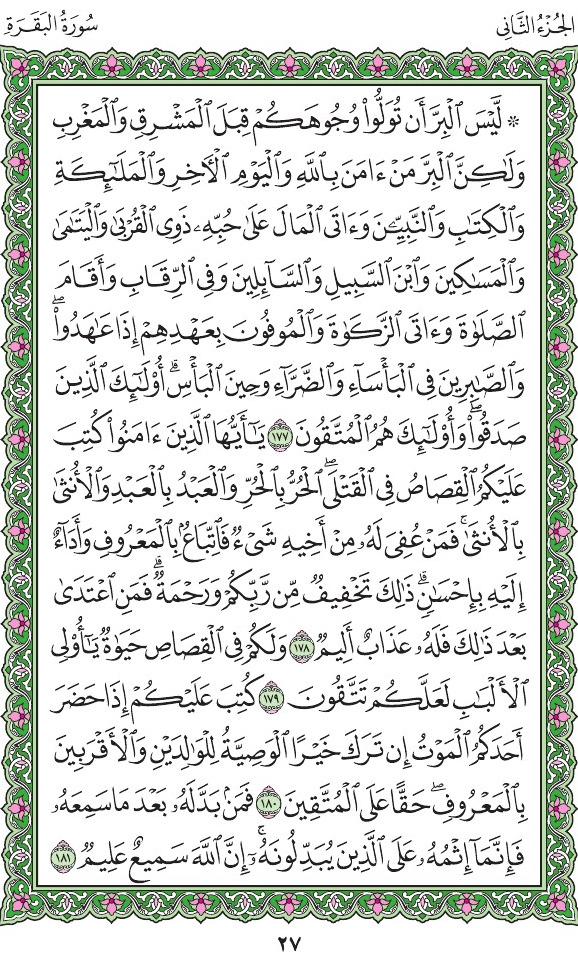 الجُزْءُ الثَّانِي
سُورَةُ البَقَرَةِ
۞ لَّيْسَ ٱلْبِرَّ أَن تُوَلُّوا۟ وُجُوهَكُمْ قِبَلَ ٱلْمَشْرِقِ وَٱلْمَغْرِبِ
وَلَـٰكِنَّ ٱلْبِرَّ مَنْ ءَامَنَ بِٱللَّهِ وَٱلْيَوْمِ ٱلْـَٔاخِرِ وَٱلْمَلَـٰٓئِكَةِ
وَٱلْكِتَـٰبِ وَٱلنَّبِيِّـۧنَ وَءَاتَى ٱلْمَالَ عَلَىٰ حُبِّهِۦ ذَوِى ٱلْقُرْبَىٰ وَٱلْيَتَـٰمَىٰ
وَٱلْمَسَـٰكِينَ وَٱبْنَ ٱلسَّبِيلِ وَٱلسَّآئِلِينَ وَفِى ٱلرِّقَابِ وَأَقَامَ
ٱلصَّلَوٰةَ وَءَاتَى ٱلزَّكَوٰةَ وَٱلْمُوفُونَ بِعَهْدِهِمْ إِذَا عَـٰهَدُوا۟ ۖ
وَٱلصَّـٰبِرِينَ فِى ٱلْبَأْسَآءِ وَٱلضَّرَّآءِ وَحِينَ ٱلْبَأْسِ ۗ أُو۟لَـٰٓئِكَ ٱلَّذِينَ
صَدَقُوا۟ ۖ وَأُو۟لَـٰٓئِكَ هُمُ ٱلْمُتَّقُونَ ١٧٧ يَـٰٓأَيُّهَا ٱلَّذِينَ ءَامَنُوا۟ كُتِبَ
عَلَيْكُمُ ٱلْقِصَاصُ فِى ٱلْقَتْلَى ۖ ٱلْحُرُّ بِٱلْحُرِّ وَٱلْعَبْدُ بِٱلْعَبْدِ وَٱلْأُنثَىٰ
بِٱلْأُنثَىٰ ۚ فَمَنْ عُفِىَ لَهُۥ مِنْ أَخِيهِ شَىْءٌ فَٱتِّبَاعٌۢ بِٱلْمَعْرُوفِ وَأَدَآءٌ
إِلَيْهِ بِإِحْسَـٰنٍ ۗ ذَٰلِكَ تَخْفِيفٌ مِّن رَّبِّكُمْ وَرَحْمَةٌ ۗ فَمَنِ ٱعْتَدَىٰ
بَعْدَ ذَٰلِكَ فَلَهُۥ عَذَابٌ أَلِيمٌ ١٧٨ وَلَكُمْ فِى ٱلْقِصَاصِ حَيَوٰةٌ يَـٰٓأُو۟لِى
ٱلْأَلْبَـٰبِ لَعَلَّكُمْ تَتَّقُونَ ١٧٩ كُتِبَ عَلَيْكُمْ إِذَا حَضَرَ
أَحَدَكُمُ ٱلْمَوْتُ إِن تَرَكَ خَيْرًا ٱلْوَصِيَّةُ لِلْوَٰلِدَيْنِ وَٱلْأَقْرَبِينَ
بِٱلْمَعْرُوفِ ۖ حَقًّا عَلَى ٱلْمُتَّقِينَ ١٨٠ فَمَنۢ بَدَّلَهُۥ بَعْدَ مَا سَمِعَهُۥ
فَإِنَّمَآ إِثْمُهُۥ عَلَى ٱلَّذِينَ يُبَدِّلُونَهُۥٓ ۚ إِنَّ ٱللَّهَ سَمِيعٌ عَلِيمٌ ١٨١
٢٧